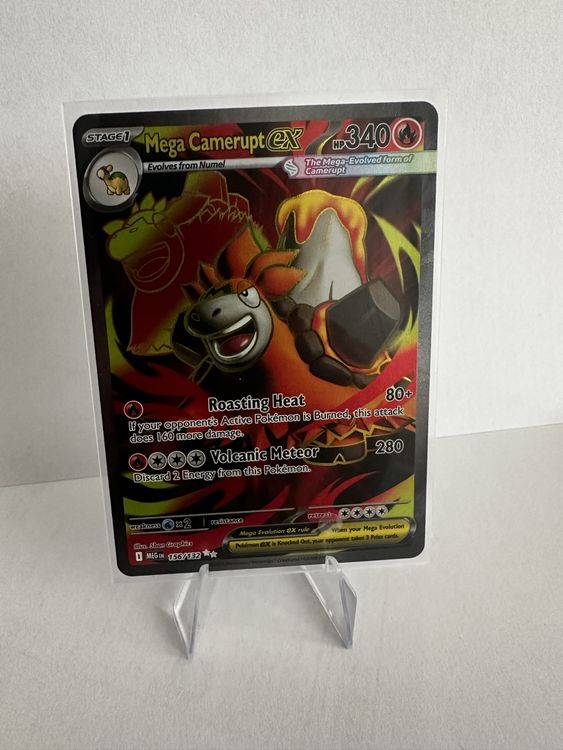 STAGE 1 Mega Camerupt ex HP 340
Evolves from Numel
The Mega-Evolved form of
Camerupt
Roasting Heat 80+
If your opponent's Active Pokémon is Burned, this attack
does 160 more damage.
Volcanic Meteor 280
Discard 2 Energy from this Pokémon.
weakness ×2 resistance retreat
Illus. 5ban Graphics
Mega Evolution ex rule When your Mega Evolution
Pokémon ex is Knocked Out, your opponent takes 3 Prize cards.
I MEG EN 156/132